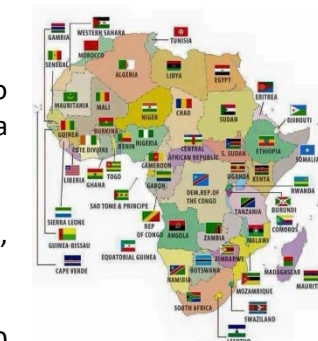 GAMBIA
WESTERN SAHARA
TUNISIA
MOROCCO
SENEGAL
ALGERIA
LIBYA
EGYPT
MAURITANIA
MALI
NIGER
CHAD
SUDAN
ERITREA
DJIBOUTI
GUINEA
BURKINA
COTE DIVOIRE
BENIN
NIGERIA
CENTRAL
AFRICAN REPUBLIC
S. SUDAN
ETHIOPIA
SOMALIA
LIBERIA
GHANA
TOGO
CAMEROON
GABON
UGANDA
KENYA
SAO TOME & PRINCIPE
DEM.REP.OF
THE CONGO
RWANDA
BURUNDI
TANZANIA
SIERRA LEONE
REP
OF CONGO
ANGOLA
ZAMBIA
MALAWI
COMOROS
GUINEA-BISSAU
EQUATORIAL GUINEA
ZIMBABWE
CAPE VERDE
NAMIBIA
BOTSWANA
MOZAMBIQUE
MADAGASCAR
SOUTH AFRICA
SWAZILAND